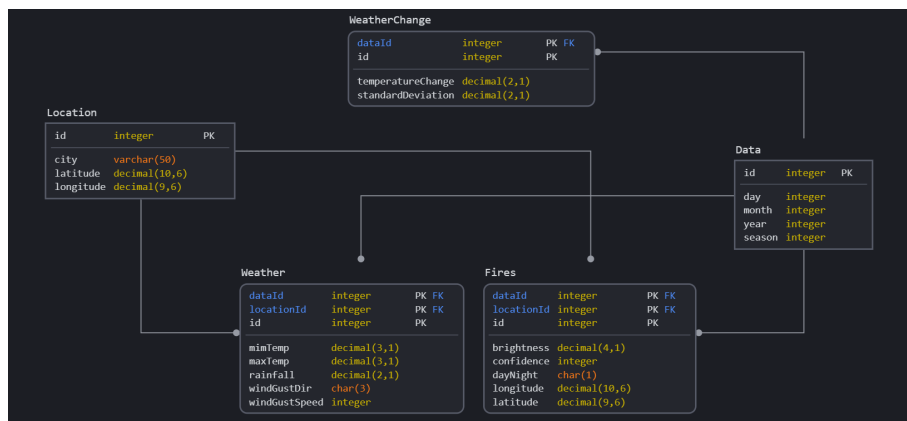 WeatherChange
dataId integer PK FK
id integer PK
temperatureChange decimal(2,1)
standardDeviation decimal(2,1)
Location
id integer PK
city varchar(50)
latitude decimal(10,6)
longitude decimal(9,6)
Data
id integer PK
day integer
month integer
year integer
season integer
Weather
dataId integer PK FK
locationId integer PK FK
id integer PK
mimTemp decimal(3,1)
maxTemp decimal(3,1)
rainfall decimal(2,1)
windGustDir char(3)
windGustSpeed integer
Fires
dataId integer PK FK
locationId integer PK FK
id integer PK
brightness decimal(4,1)
confidence integer
dayNight char(1)
longitude decimal(10,6)
latitude decimal(9,6)